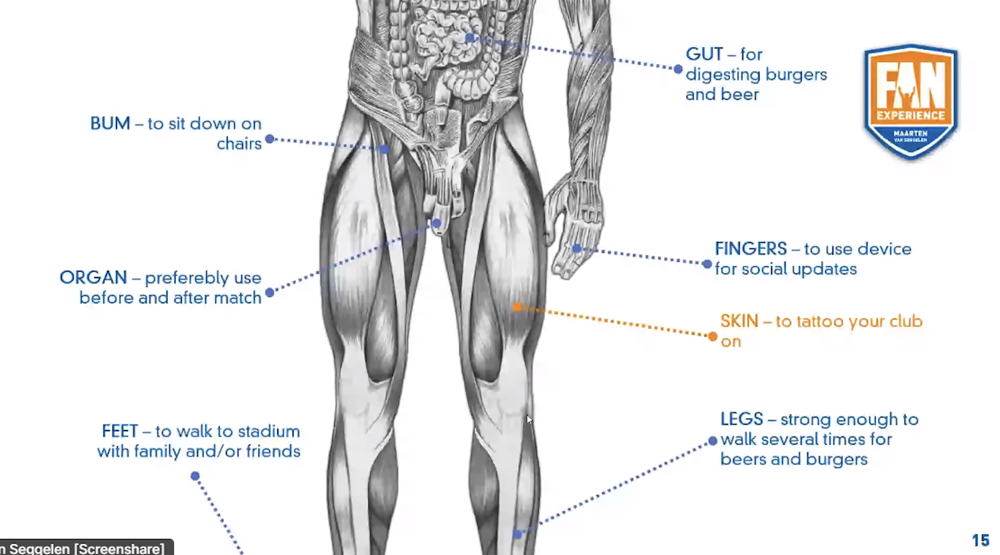 GUT – for
digesting burgers
and beer
FAN
EXPERIENCE
MAARTEN
VAN SEGGELEN
BUM – to sit down on
chairs
FINGERS – to use device
for social updates
ORGAN – preferebly use
before and after match
SKIN – to tattoo your club
on
LEGS – strong enough to
walk several times for
beers and burgers
FEET – to walk to stadium
with family and/or friends
15
n Seggelen [Screenshare]